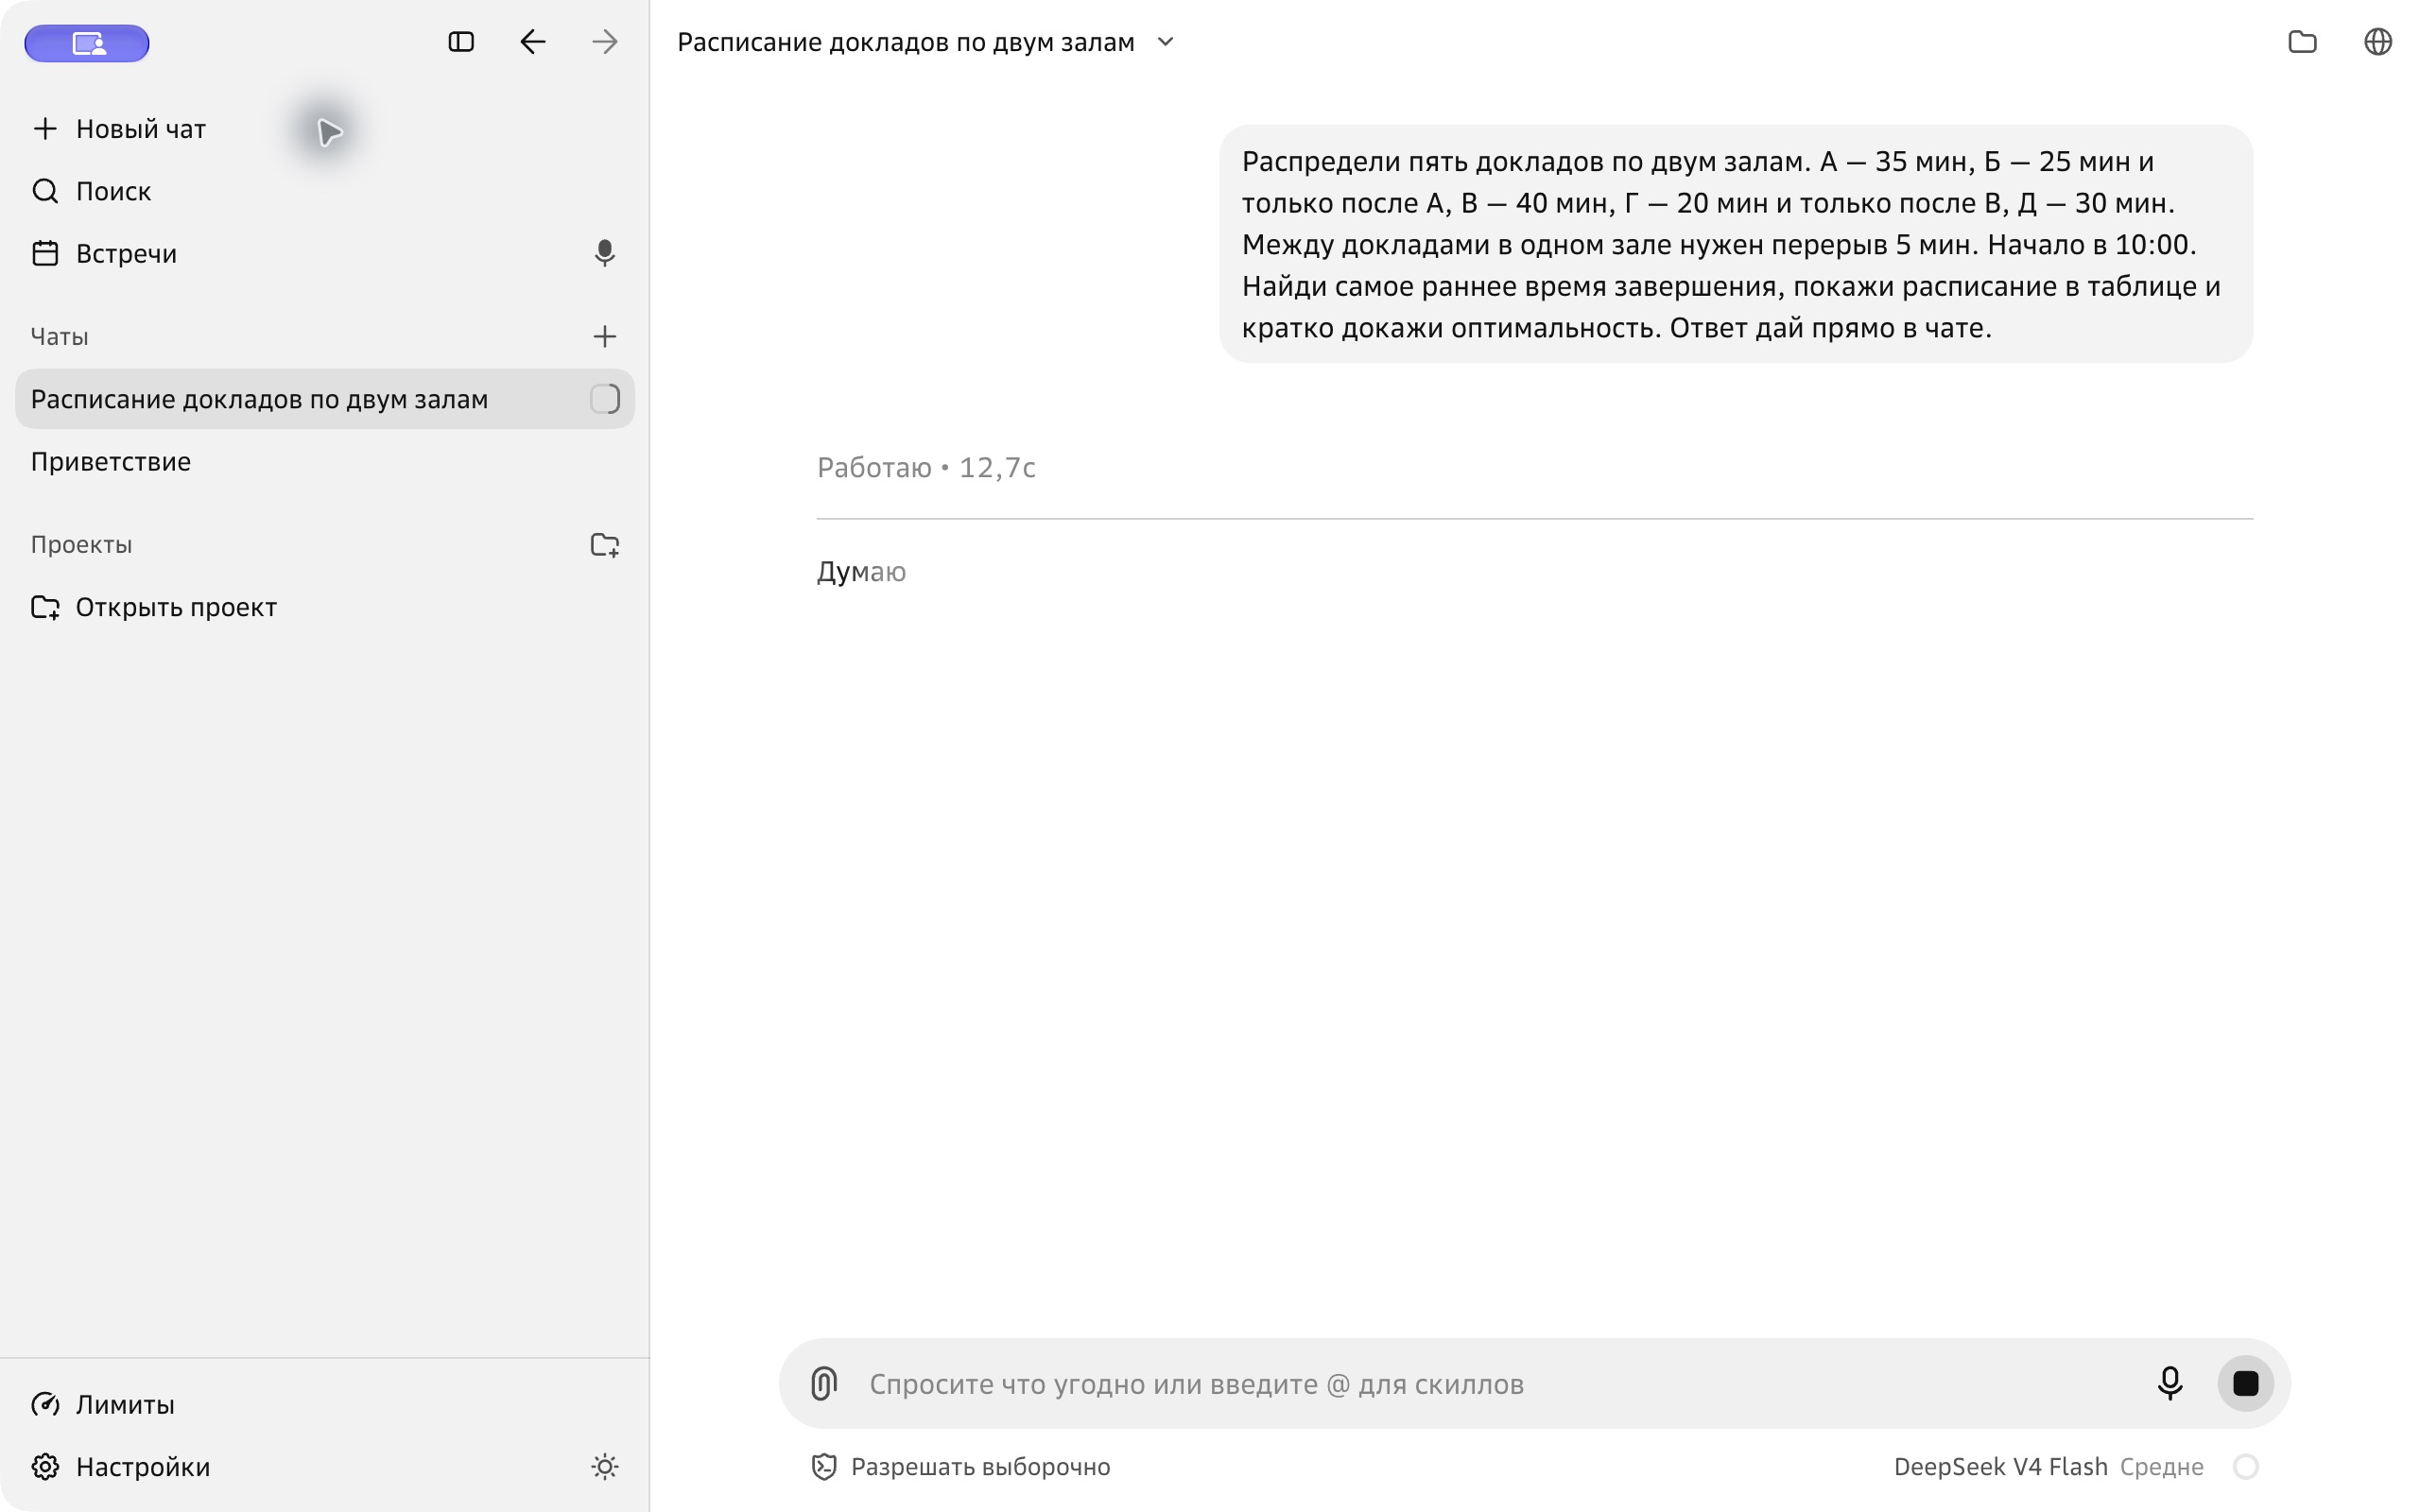 Новый чат
Поиск
Встречи
Чаты
Расписание докладов по двум залам
Приветствие
Проекты
Открыть проект
Лимиты
Настройки
Расписание докладов по двум залам
Распредели пять докладов по двум залам. А — 35 мин, Б — 25 мин и
только после А, В — 40 мин, Г — 20 мин и только после В, Д — 30 мин.
Между докладами в одном зале нужен перерыв 5 мин. Начало в 10:00.
Найди самое раннее время завершения, покажи расписание в таблице и
кратко докажи оптимальность. Ответ дай прямо в чате.
Работаю • 12,7с
Думаю
Спросите что угодно или введите @ для скиллов
Разрешать выборочно
DeepSeek V4 Flash Средне